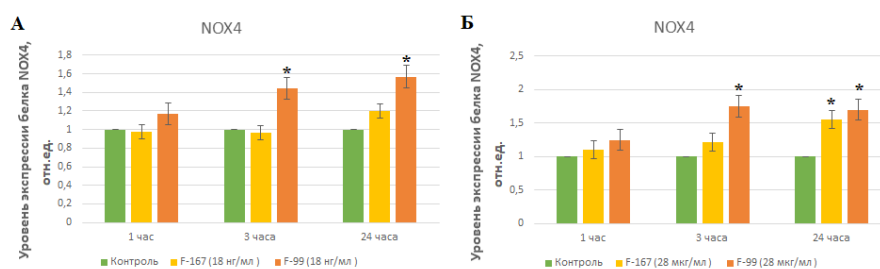 А
NOX4
Уровень экспрессии белка NOX4,
отн.ед.
1,8
1,6
1,4
1,2
1
0,8
0,6
0,4
0,2
0
*
*
1 час
3 часа
24 часа
Контроль
F-167 (18 нг/мл )
F-99 (18 нг/мл )
Б
NOX4
Уровень экспрессии белка NOX4,
отн.ед.
2,5
2
1,5
1
0,5
0
*
*
*
1 час
3 часа
24 часа
Контроль
F-167 (28 мкг/мл )
F-99 (28 мкг/мл )